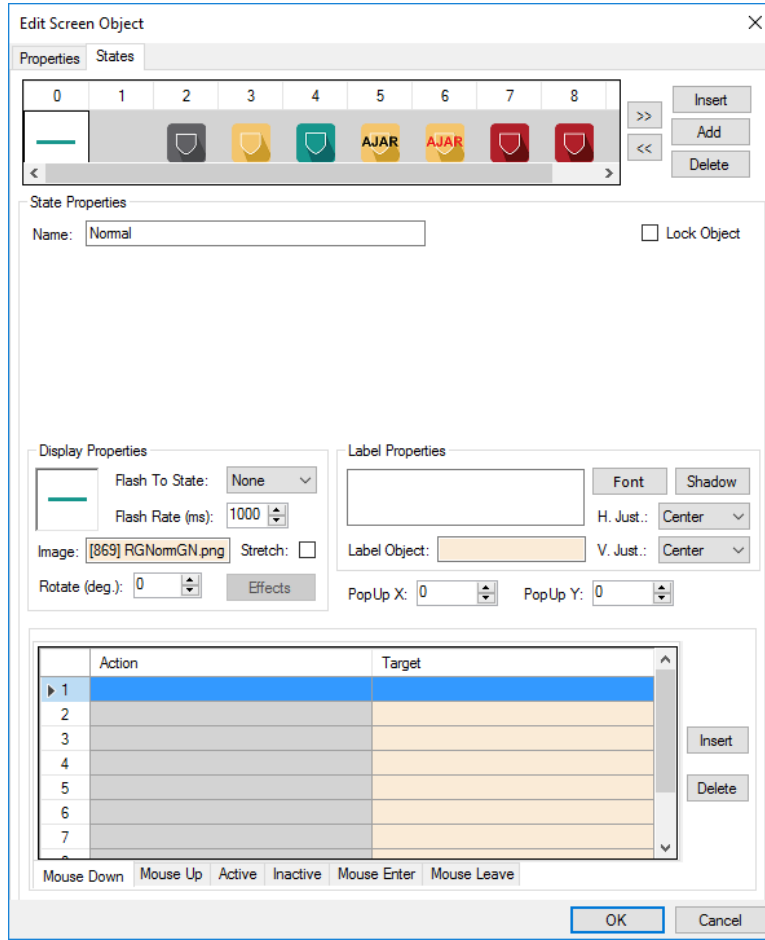 Edit Screen Object
Properties States
0 1 2 3 4 5 6 7 8
>> Insert
AJAR AJAR
<< Add
Delete
State Properties
Name: Normal Lock Object
Display Properties Label Properties
Flash To State: None Font Shadow
Flash Rate (ms): 1000 H. Just.: Center
Image: [869] RGNormGN.png Stretch: Label Object: V. Just.: Center
Rotate (deg.): 0 Effects PopUp X: 0 PopUp Y: 0
Action Target
1
2
3 Insert
4
5 Delete
6
7
Mouse Down Mouse Up Active Inactive Mouse Enter Mouse Leave
OK Cancel